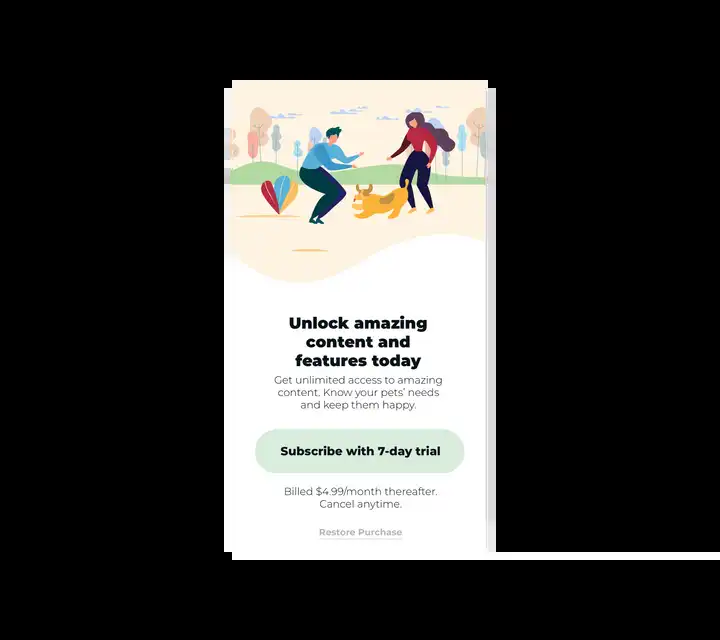 Unlock amazing
content and
features today
Get unlimited access to amazing
content. Know your pets’ needs
and keep them happy.
Subscribe with 7-day trial
Billed $4.99/month thereafter.
Cancel anytime.
Restore Purchase